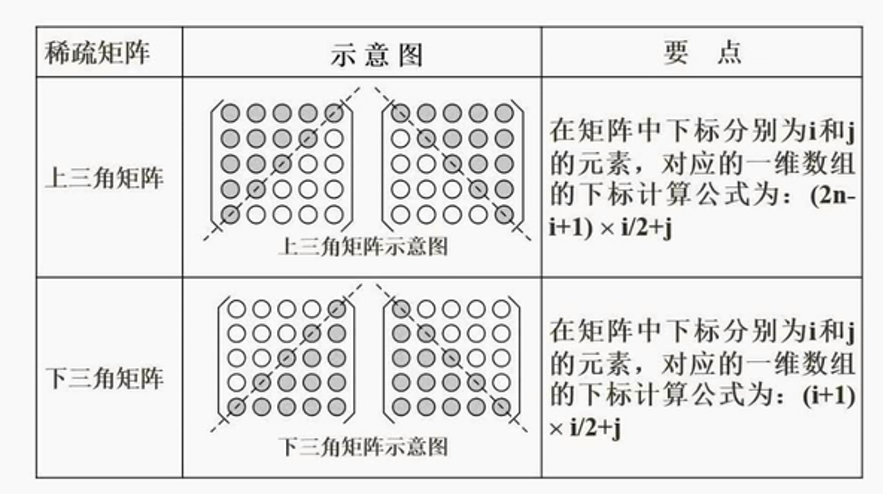 稀疏矩阵
示意图
要 点
上三角矩阵
上三角矩阵示意图
在矩阵中下标分别为i和j
的元素，对应的一维数组
的下标计算公式为：(2n-
i+1) × i/2+j
下三角矩阵
下三角矩阵示意图
在矩阵中下标分别为i和j
的元素，对应的一维数组
的下标计算公式为：(i+1)
× i/2+j